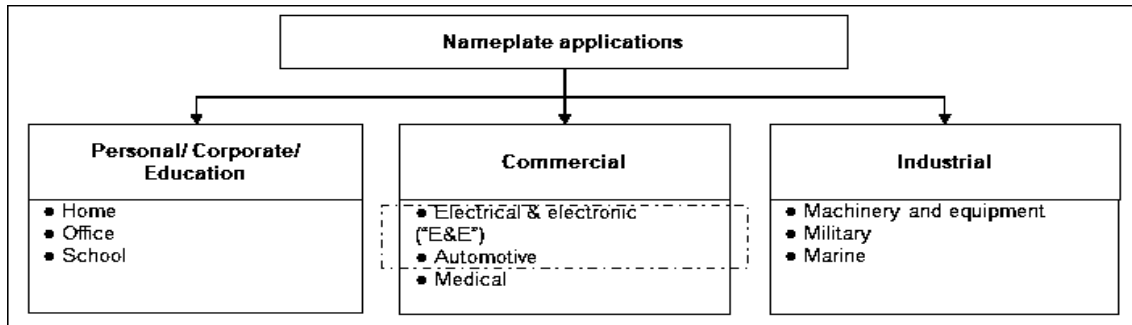 Nameplate applications
Personal/ Corporate/
Education
● Home
● Office
● School
Commercial
● Electrical & electronic
("E&E")
● Automotive
● Medical
Industrial
● Machinery and equipment
● Military
● Marine